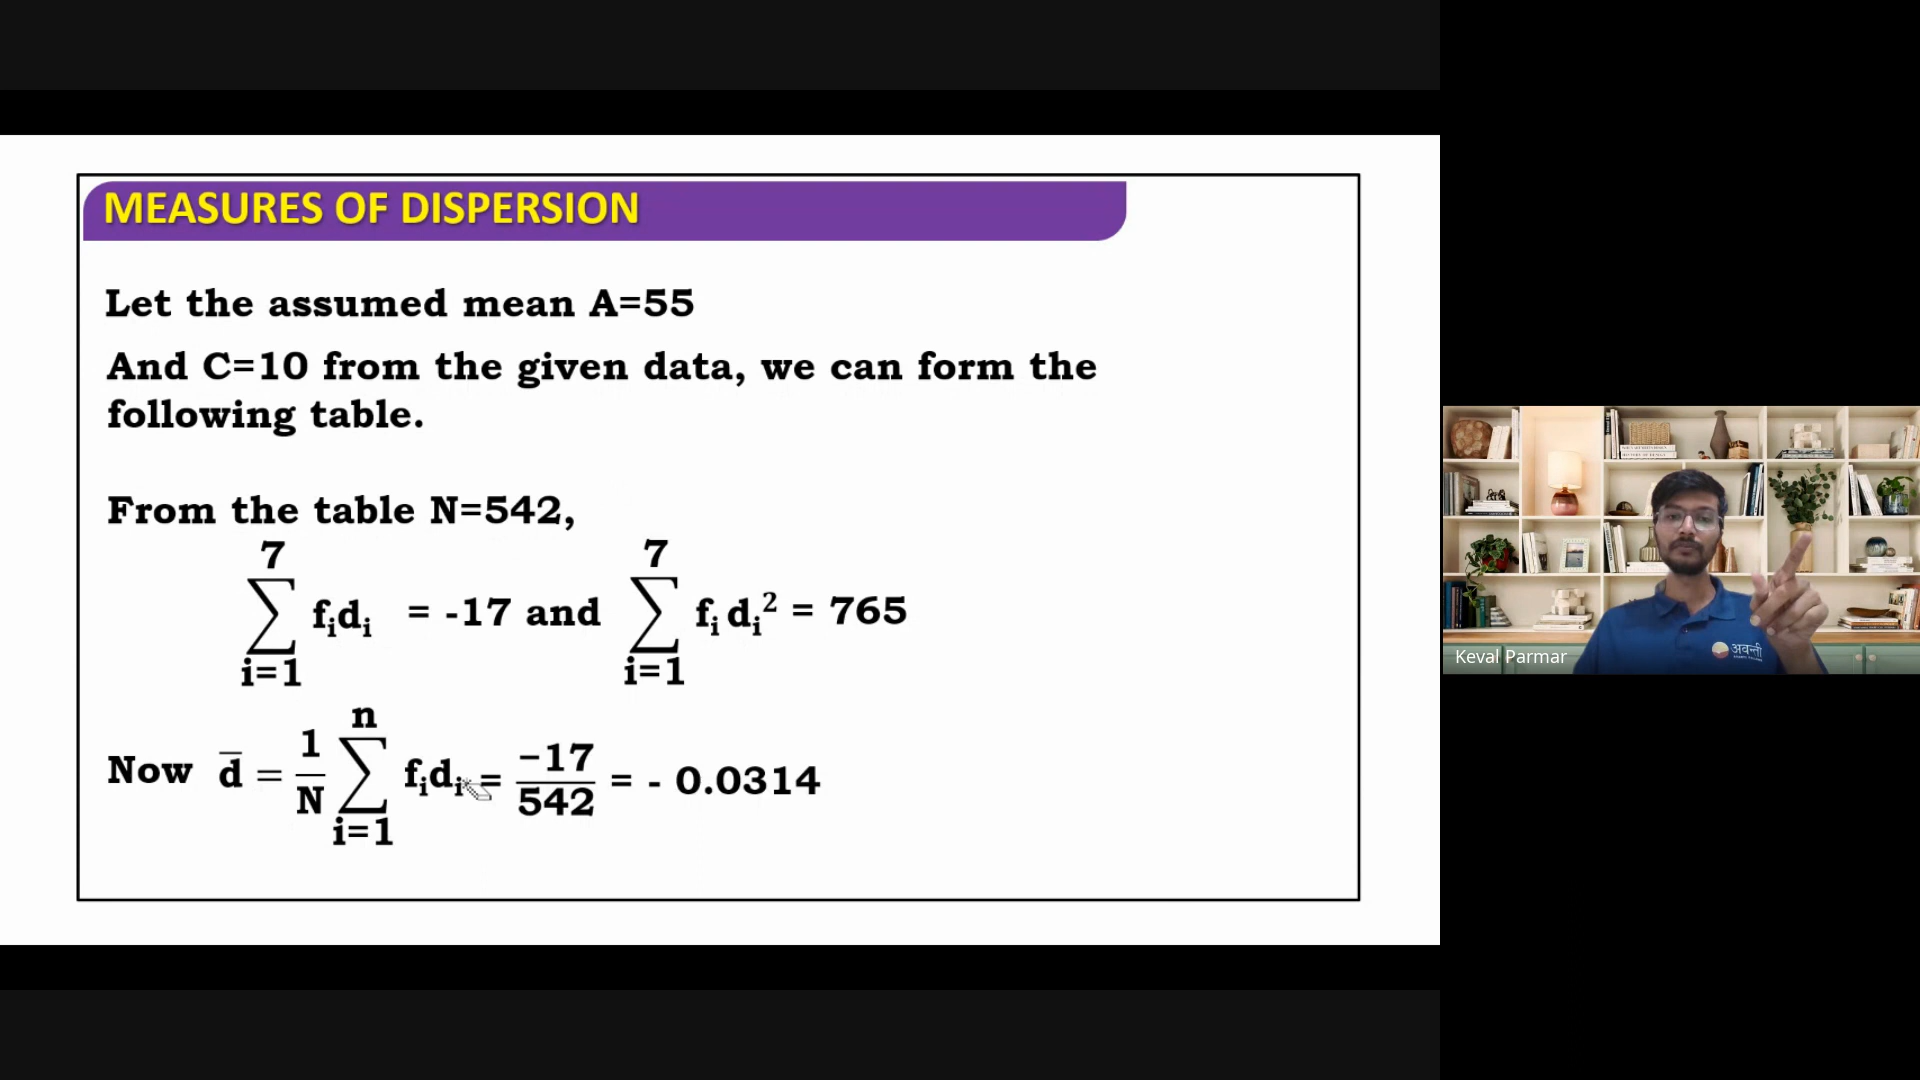 MEASURES OF DISPERSION
Let the assumed mean A=55
And C=10 from the given data, we can form the
following table.
From the table N=542,
7 7
∑ fᵢdᵢ = -17 and ∑ fᵢ dᵢ² = 765
i=1 i=1
n
Now d̅ = 1/N ∑ fᵢdᵢ = −17/542 = - 0.0314
i=1
अवन्ती
Keval Parmar